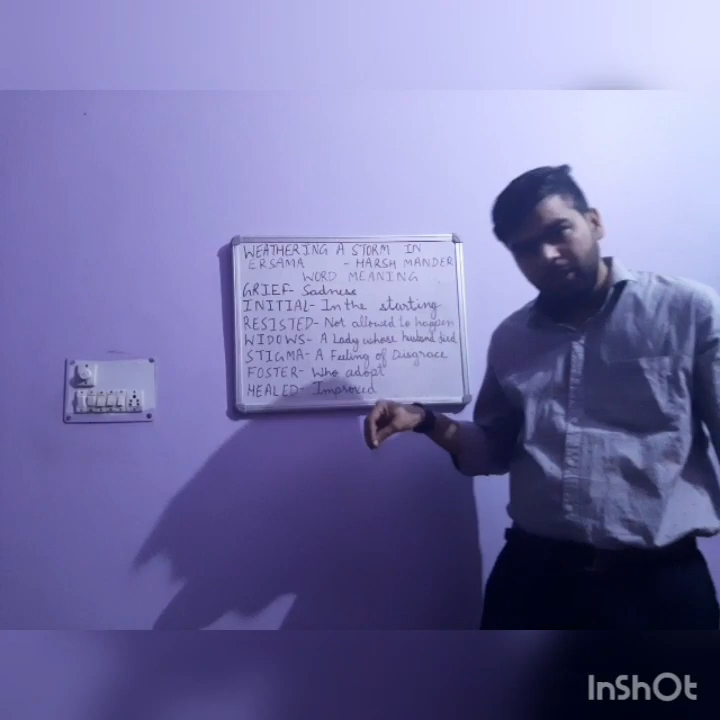 WEATHERING A STORM IN
ERSAMA - HARSH MANDER
WORD MEANING
GRIEF- Sadness
INITIAL- In the starting
RESISTED- Not allowed to happen
WIDOWS- A Lady whose husband died
STIGMA- A Feeling of Disgrace
FOSTER- Who adopt
HEALED- Improved
InShOt